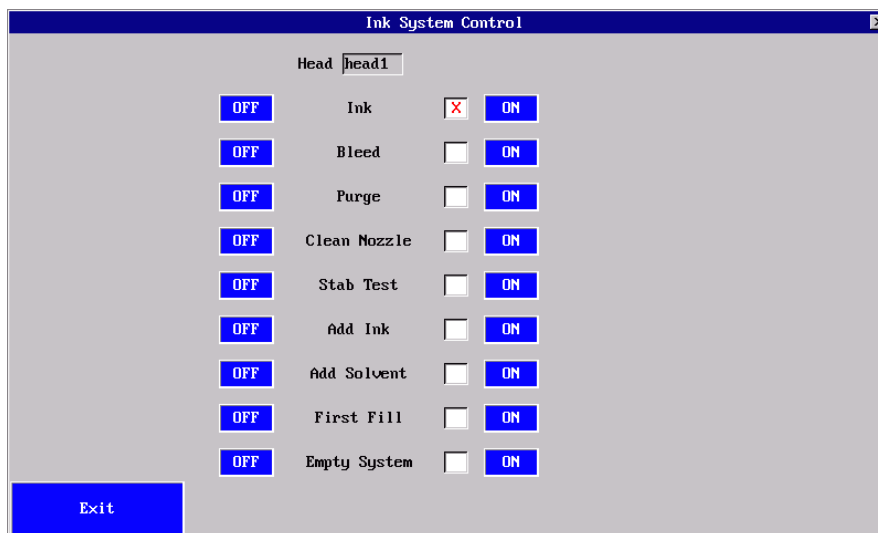 Ink System Control
Head head1
OFF Ink X ON
OFF Bleed ON
OFF Purge ON
OFF Clean Nozzle ON
OFF Stab Test ON
OFF Add Ink ON
OFF Add Solvent ON
OFF First Fill ON
OFF Empty System ON
Exit